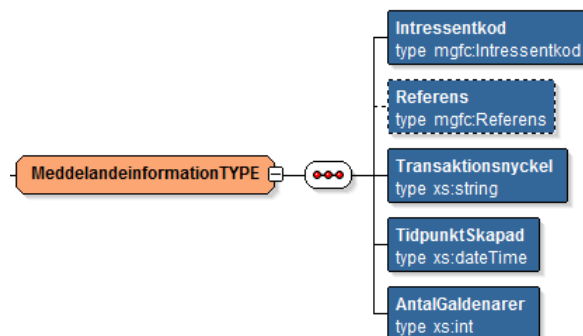 Intressentkod
type mgfc:Intressentkod
Referens
type mgfc:Referens
MeddelandeinformationTYPE
Transaktionsnyckel
type xs:string
TidpunktSkapad
type xs:dateTime
AntalGaldenarer
type xs:int